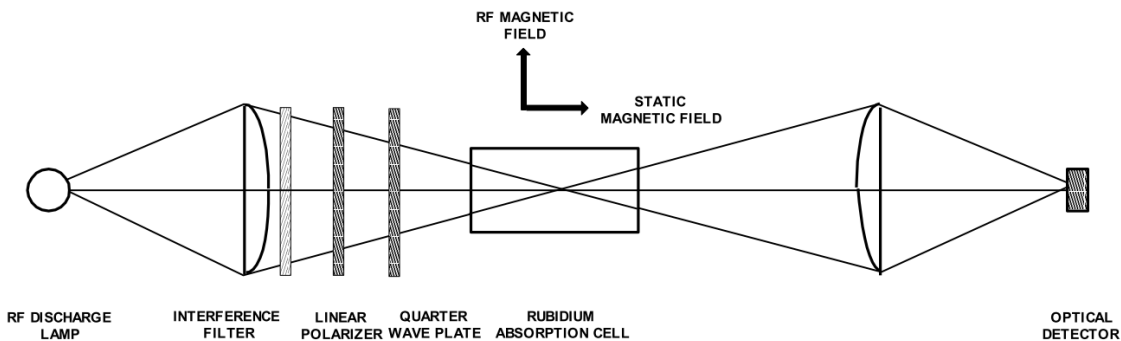 RF MAGNETIC
FIELD
STATIC
MAGNETIC FIELD
RF DISCHARGE
LAMP
INTERFERENCE
FILTER
LINEAR
POLARIZER
QUARTER
WAVE PLATE
RUBIDIUM
ABSORPTION CELL
OPTICAL
DETECTOR